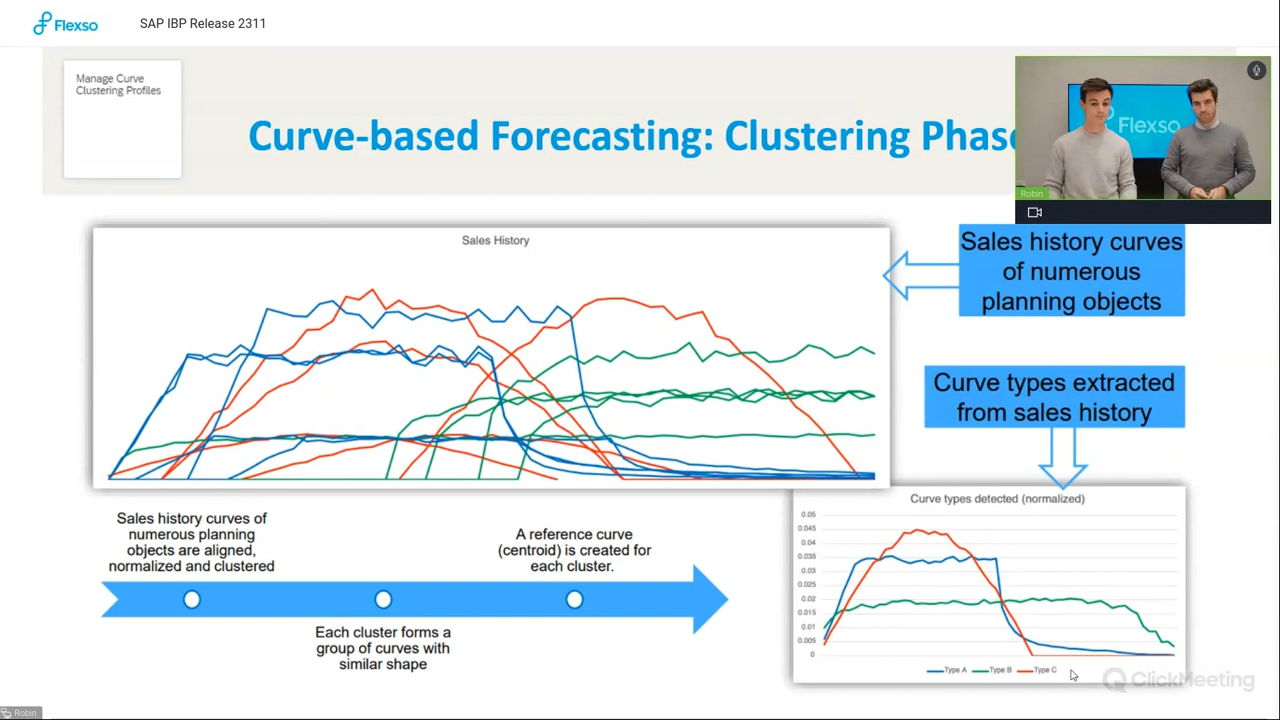 Flexso
SAP IBP Release 2311
Manage Curve
Clustering Profiles
Curve-based Forecasting: Clustering Phase
Flexso
Robin
Sales History
Sales history curves
of numerous
planning objects
Curve types extracted
from sales history
Sales history curves of
numerous planning
objects are aligned,
normalized and clustered
Each cluster forms a
group of curves with
similar shape
A reference curve
(centroid) is created for
each cluster.
Curve types detected (normalized)
0.05
0.045
0.04
0.035
0.03
0.025
0.02
0.015
0.01
0.005
0
Type A Type B Type C
ClickMeeting
Robin